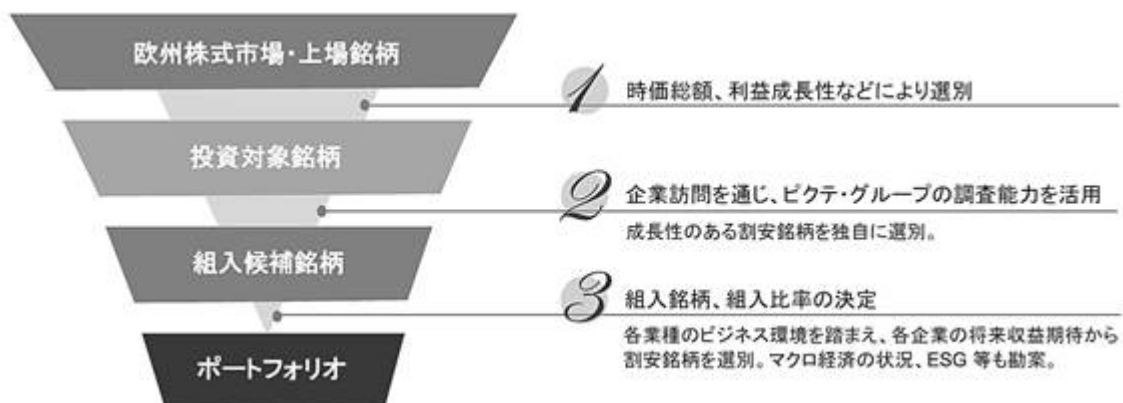 欧州株式市場・上場銘柄
1 時価総額、利益成長性などにより選別
投資対象銘柄
2 企業訪問を通じ、ピクテ・グループの調査能力を活用
成長性のある割安銘柄を独自に選別。
組入候補銘柄
3 組入銘柄、組入比率の決定
各業種のビジネス環境を踏まえ、各企業の将来収益期待から
割安銘柄を選別。マクロ経済の状況、ESG 等も勘案。
ポートフォリオ